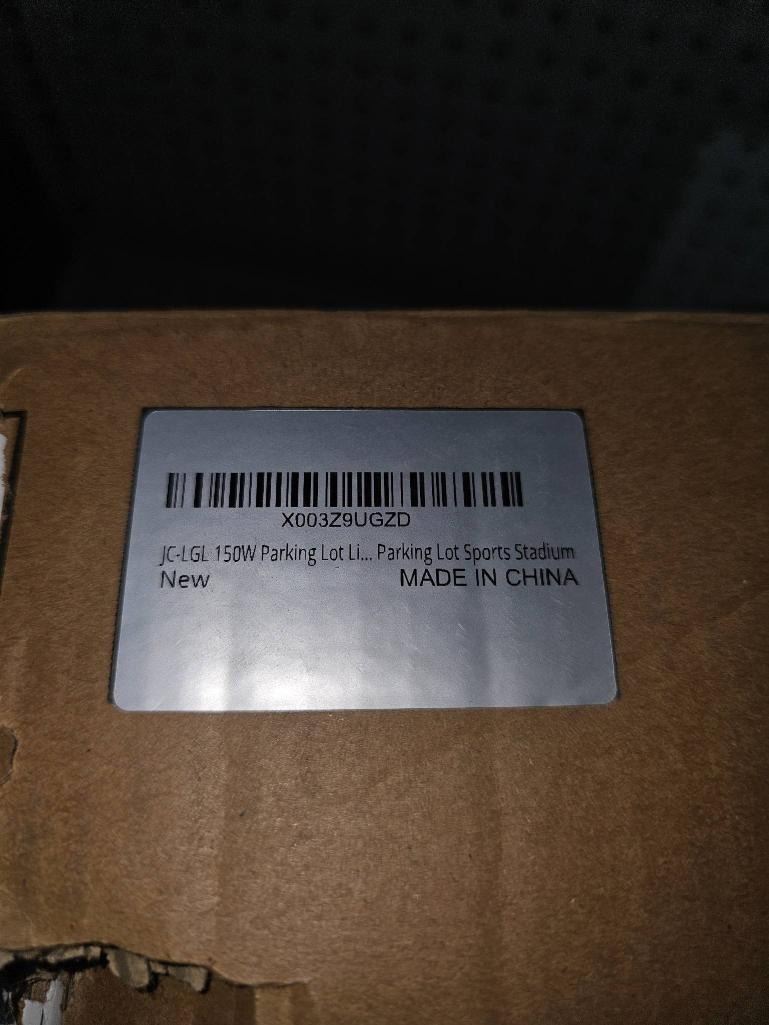 X003Z9UGZD
JC-LGL 150W Parking Lot Li... Parking Lot Sports Stadium
New MADE IN CHINA